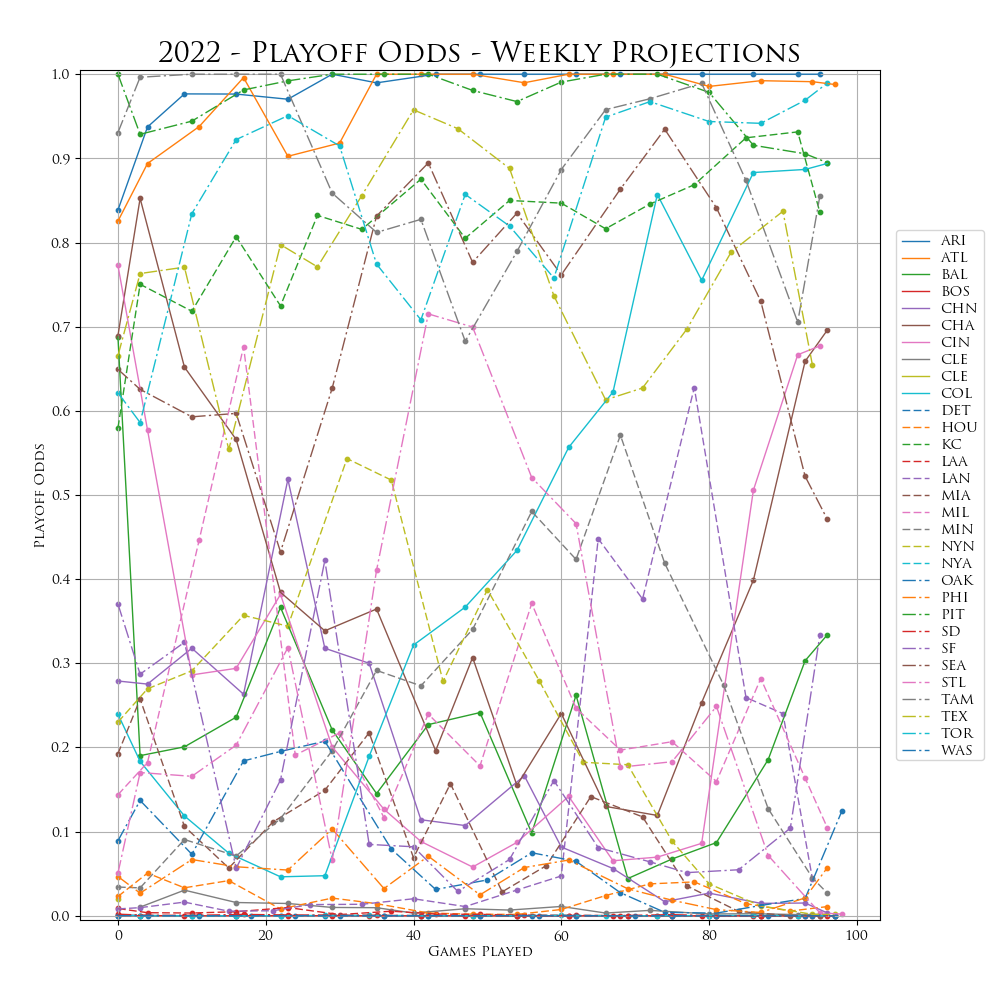 2022 - Playoff Odds - Weekly Projections
1.0
0.9
0.8
0.7
0.6
0.5
0.4
0.3
0.2
0.1
0.0
Playoff Odds
0 20 40 60 80 100
Games Played
ARI
ATL
BAL
BOS
CHN
CHA
CIN
CLE
CLE
COL
DET
HOU
KC
LAA
LAN
MIA
MIL
MIN
NYN
NYA
OAK
PHI
PIT
SD
SF
SEA
STL
TAM
TEX
TOR
WAS